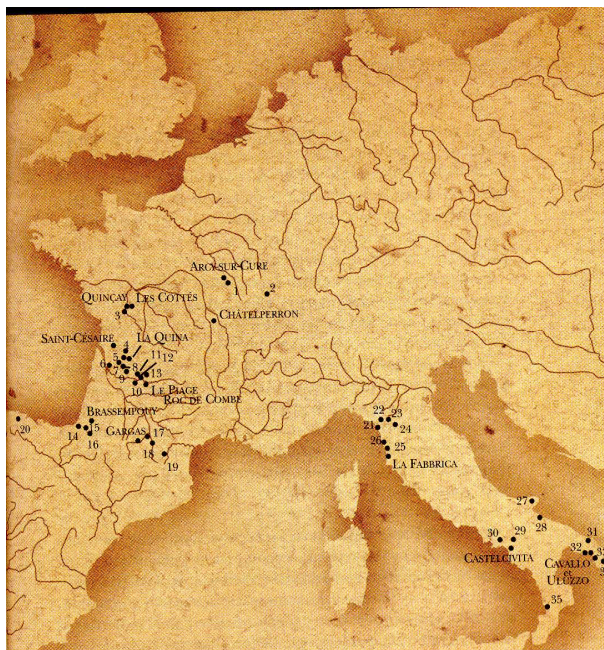 ARCY-SUR-CURE
1
2
QUINÇAY
LES COTTÉS
3
CHÂTELPERRON
SAINT-CÉSAIRE
4
LA QUINA
5
6
7
8
9
10
11
12
13
LE PIAGE
ROC DE COMBE
BRASSEMPOUY
14
15
16
GARGAS
17
18
19
20
21
22
23
24
25
26
LA FABBRICA
27
28
29
30
CASTELCIVITA
31
32
CAVALLO
et
ULUZZO
35